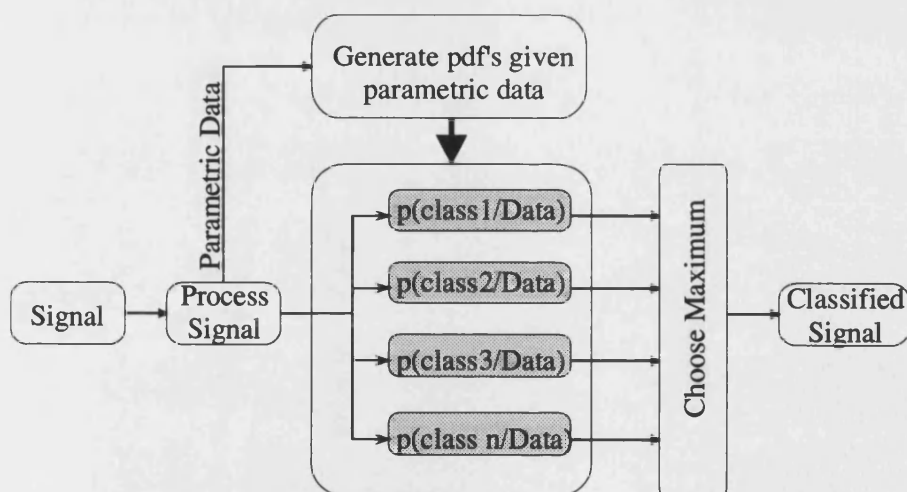 Generate pdf's given
parametric data
Parametric Data
p(class1/Data)
p(class2/Data)
p(class3/Data)
p(class n/Data)
Signal
Process
Signal
Choose Maximum
Classified
Signal